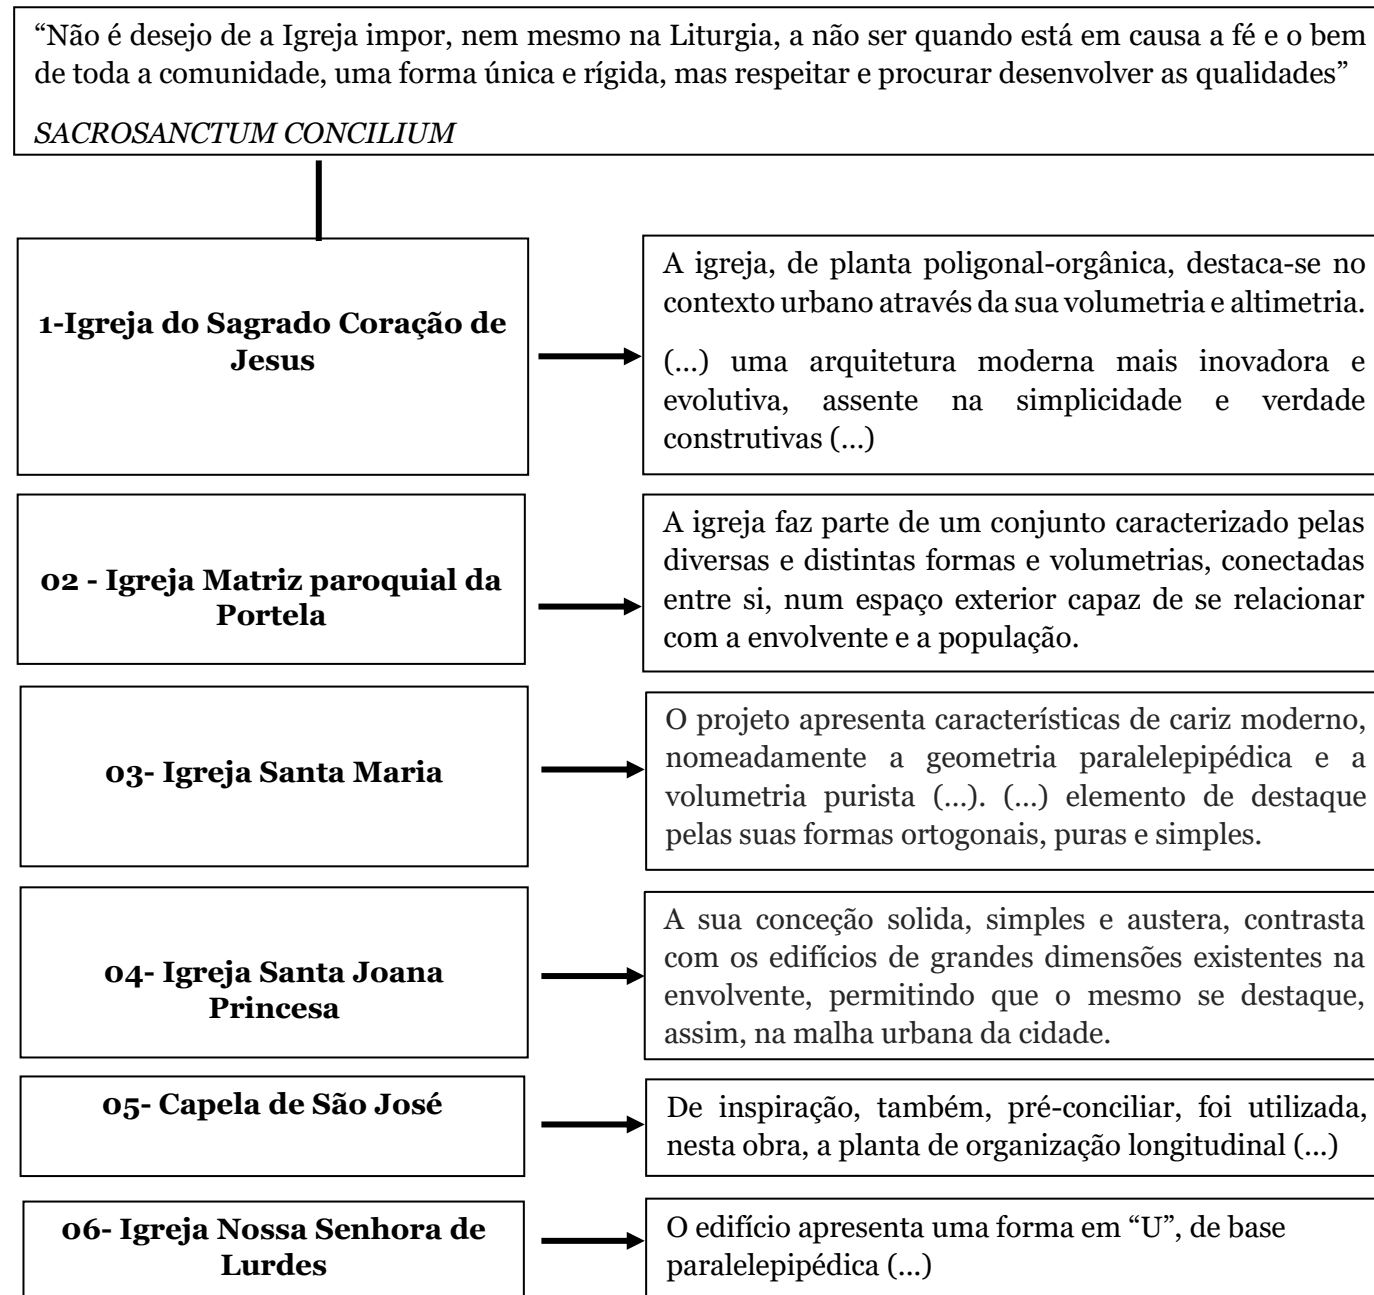 “Não é desejo de a Igreja impor, nem mesmo na Liturgia, a não ser quando está em causa a fé e o bem
de toda a comunidade, uma forma única e rígida, mas respeitar e procurar desenvolver as qualidades”
SACROSANCTUM CONCILIUM
1-Igreja do Sagrado Coração de
Jesus
A igreja, de planta poligonal-orgânica, destaca-se no
contexto urbano através da sua volumetria e altimetria.
(...) uma arquitetura moderna mais inovadora e
evolutiva, assente na simplicidade e verdade
construtivas (...)
02 - Igreja Matriz paroquial da
Portela
A igreja faz parte de um conjunto caracterizado pelas
diversas e distintas formas e volumetrias, conectadas
entre si, num espaço exterior capaz de se relacionar
com a envolvente e a população.
03- Igreja Santa Maria
O projeto apresenta características de cariz moderno,
nomeadamente a geometria paralelepipédica e a
volumetria purista (...). (...) elemento de destaque
pelas suas formas ortogonais, puras e simples.
04- Igreja Santa Joana
Princesa
A sua conceção solida, simples e austera, contrasta
com os edifícios de grandes dimensões existentes na
envolvente, permitindo que o mesmo se destaque,
assim, na malha urbana da cidade.
05- Capela de São José
De inspiração, também, pré-conciliar, foi utilizada,
nesta obra, a planta de organização longitudinal (...)
06- Igreja Nossa Senhora de
Lurdes
O edifício apresenta uma forma em “U”, de base
paralelepipédica (...)